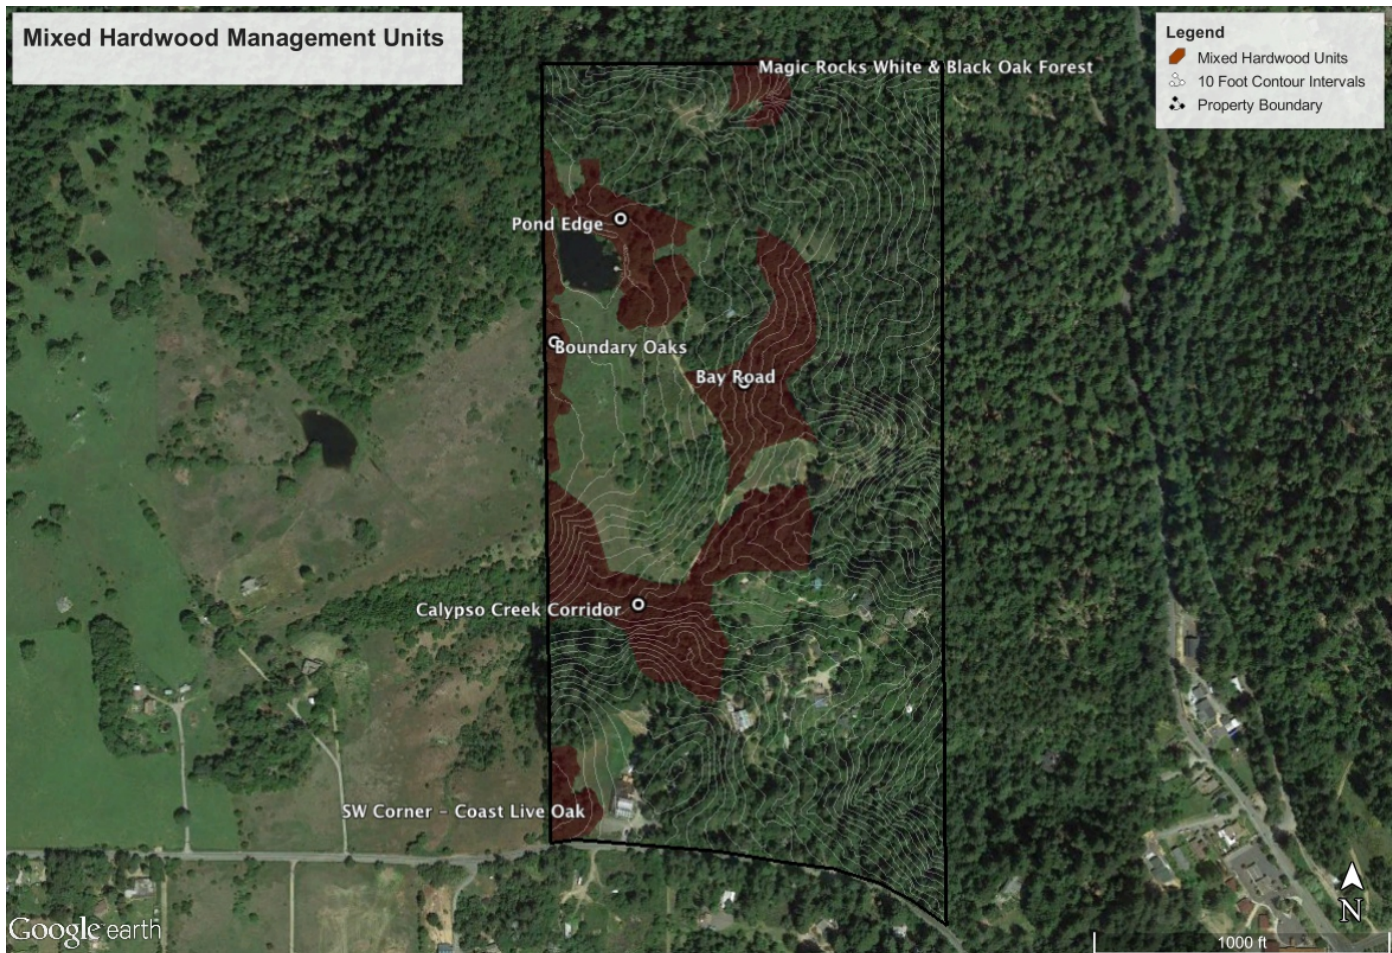 Mixed Hardwood Management Units
Legend
Mixed Hardwood Units
10 Foot Contour Intervals
Property Boundary
Magic Rocks White & Black Oak Forest
Pond Edge
Boundary Oaks
Bay Road
Calypso Creek Corridor
SW Corner - Coast Live Oak
N
Google earth
1000 ft